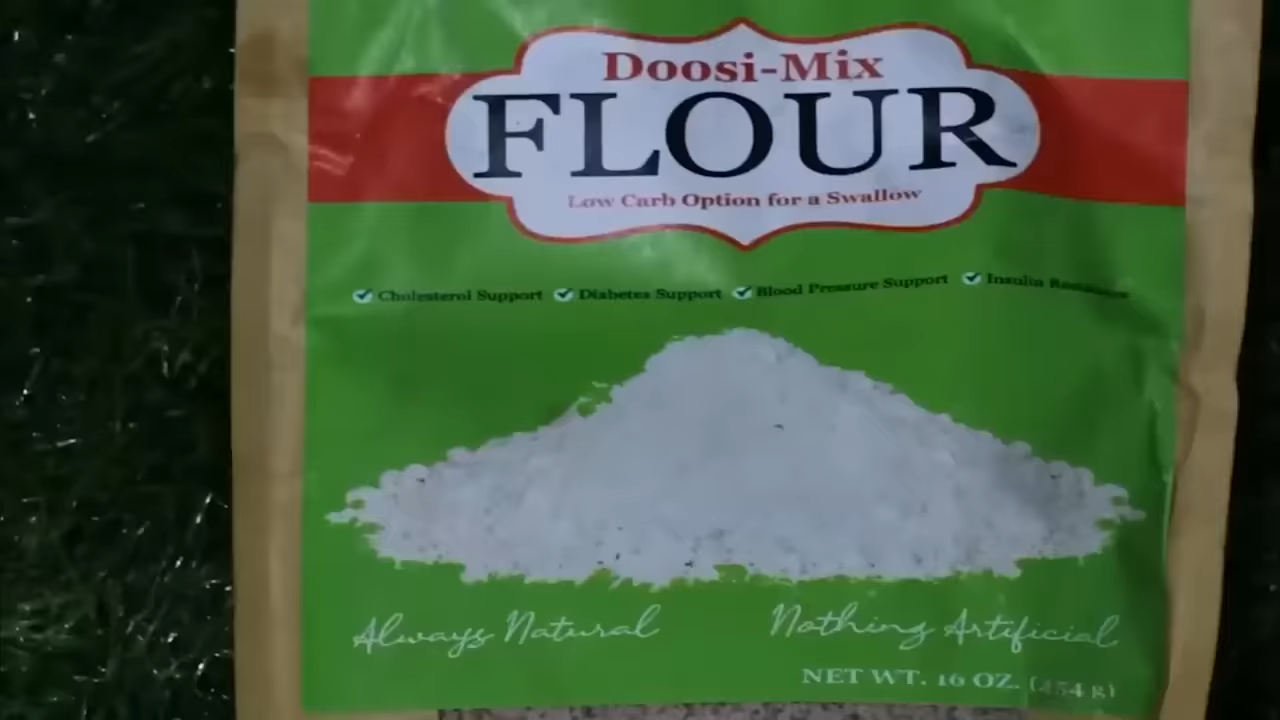 Doosi-Mix
FLOUR
Low Carb Option for a Swallow
Cholesterol Support Diabetes Support Blood Pressure Support Insulin Resistance
Always Natural Nothing Artificial
NET WT. 16 OZ. (454 g)